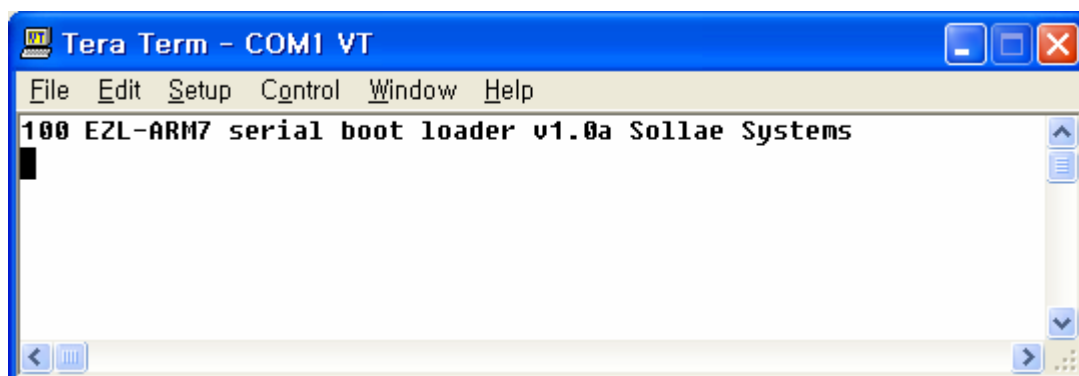 Tera Term - COM1 VT
File Edit Setup Control Window Help
100 EZL-ARM7 serial boot loader v1.0a Sollae Systems